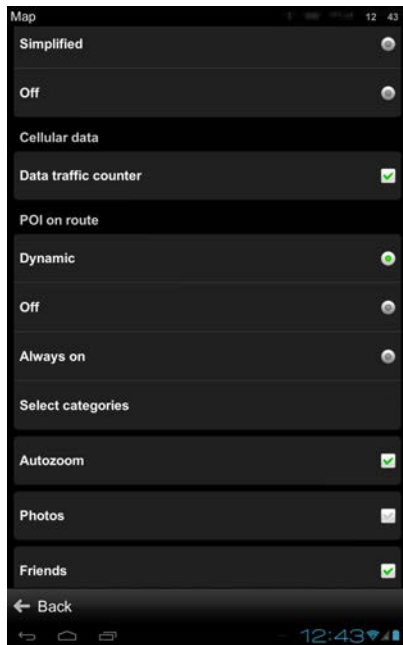 Map 12 43
Simplified
Off
Cellular data
Data traffic counter
POI on route
Dynamic
Off
Always on
Select categories
Autozoom
Photos
Friends
Back
12:43